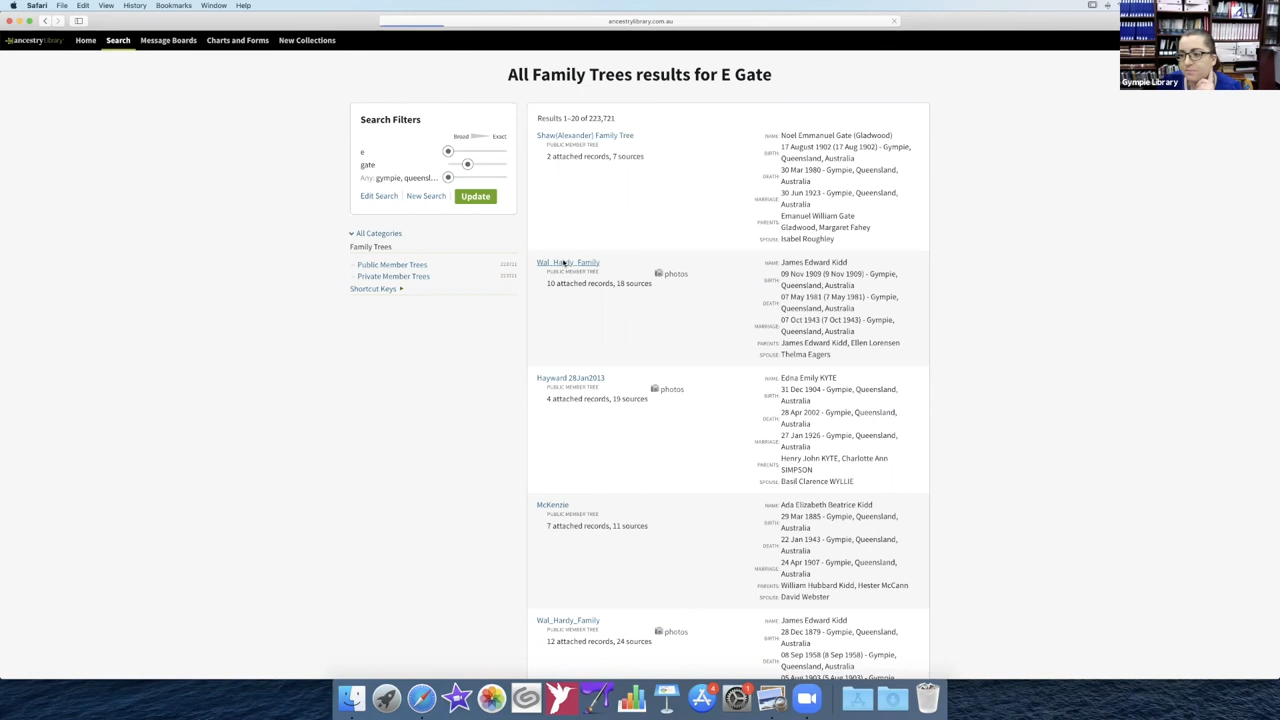 Safari File Edit View History Bookmarks Window Help
ancestrylibrary.com.au
ancestryLibrary Home Search Message Boards Charts and Forms New Collections
Gympie Library
All Family Trees results for E Gate
Search Filters
Broad Exact
e
gate
Any: gympie, queensl...
Edit Search New Search Update
All Categories
Family Trees
Public Member Trees 223721
Private Member Trees 223721
Shortcut Keys
Results 1–20 of 223,721
Shaw(Alexander) Family Tree
PUBLIC MEMBER TREE
2 attached records, 7 sources
NAME: Noel Emmanuel Gate (Gladwood)
BIRTH: 17 August 1902 (17 Aug 1902) - Gympie,
Queensland, Australia
DEATH: 30 Mar 1980 - Gympie, Queensland,
Australia
MARRIAGE: 30 Jun 1923 - Gympie, Queensland,
Australia
PARENTS: Emanuel William Gate
Gladwood, Margaret Fahey
SPOUSE: Isabel Roughley
Wal_Hardy_Family
PUBLIC MEMBER TREE
photos
10 attached records, 18 sources
NAME: James Edward Kidd
BIRTH: 09 Nov 1909 (9 Nov 1909) - Gympie,
Queensland, Australia
DEATH: 07 May 1981 (7 May 1981) - Gympie,
Queensland, Australia
MARRIAGE: 07 Oct 1943 (7 Oct 1943) - Gympie,
Queensland, Australia
PARENTS: James Edward Kidd, Ellen Lorensen
SPOUSE: Thelma Eagers
Hayward 28Jan2013
PUBLIC MEMBER TREE
photos
4 attached records, 19 sources
NAME: Edna Emily KYTE
BIRTH: 31 Dec 1904 - Gympie, Queensland,
Australia
DEATH: 28 Apr 2002 - Gympie, Queensland,
Australia
MARRIAGE: 27 Jan 1926 - Gympie, Queensland,
Australia
PARENTS: Henry John KYTE, Charlotte Ann
SIMPSON
SPOUSE: Basil Clarence WYLLIE
McKenzie
PUBLIC MEMBER TREE
7 attached records, 11 sources
NAME: Ada Elizabeth Beatrice Kidd
BIRTH: 29 Mar 1885 - Gympie, Queensland,
Australia
DEATH: 22 Jan 1943 - Gympie, Queensland,
Australia
MARRIAGE: 24 Apr 1907 - Gympie, Queensland,
Australia
PARENTS: William Hubbard Kidd, Hester McCann
SPOUSE: David Webster
Wal_Hardy_Family
PUBLIC MEMBER TREE
photos
12 attached records, 24 sources
NAME: James Edward Kidd
BIRTH: 28 Dec 1879 - Gympie, Queensland,
Australia
DEATH: 08 Sep 1958 (8 Sep 1958) - Gympie,
Queensland, Australia
05 Aug 1903 (5 Aug 1903) - Gympie,
4
1